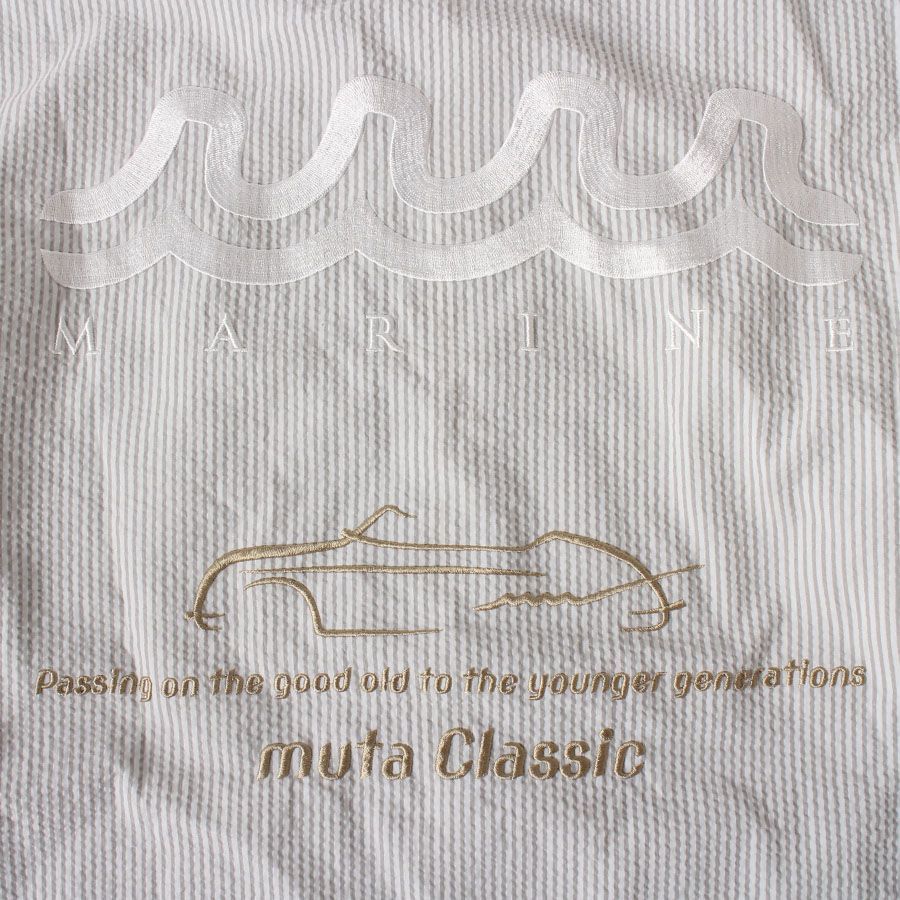 MARINE
Passing on the good old to the younger generations
muta Classic